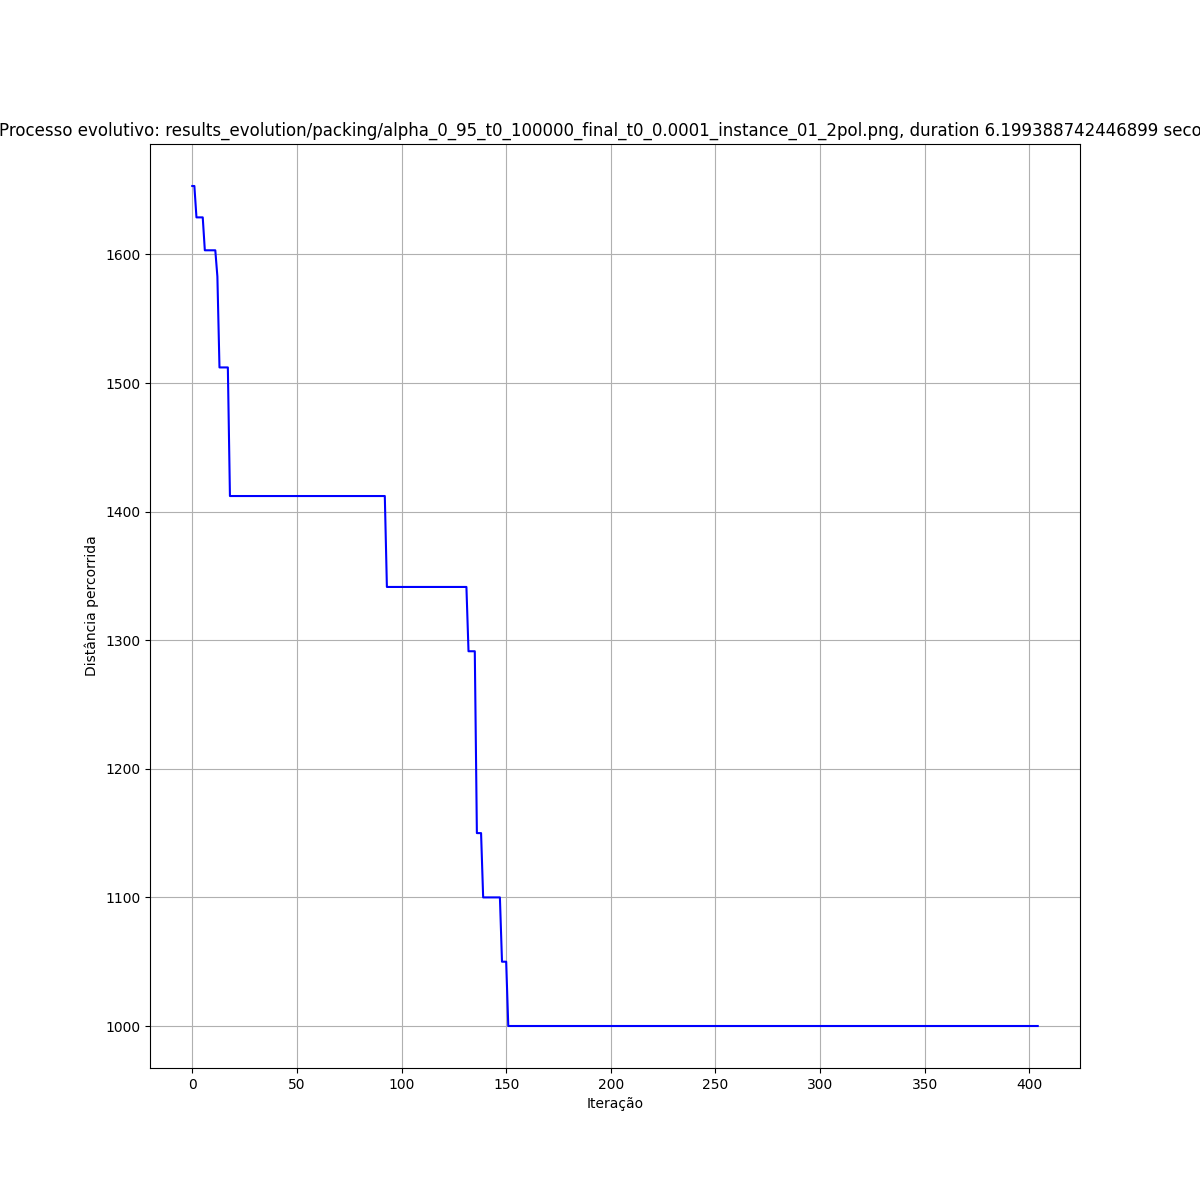 Processo evolutivo: results_evolution/packing/alpha_0_95_t0_100000_final_t0_0.0001_instance_01_2pol.png, duration 6.199388742446899 seco
1600
1500
1400
1300
1200
1100
1000
Distância percorrida
0 50 100 150 200 250 300 350 400
Iteração